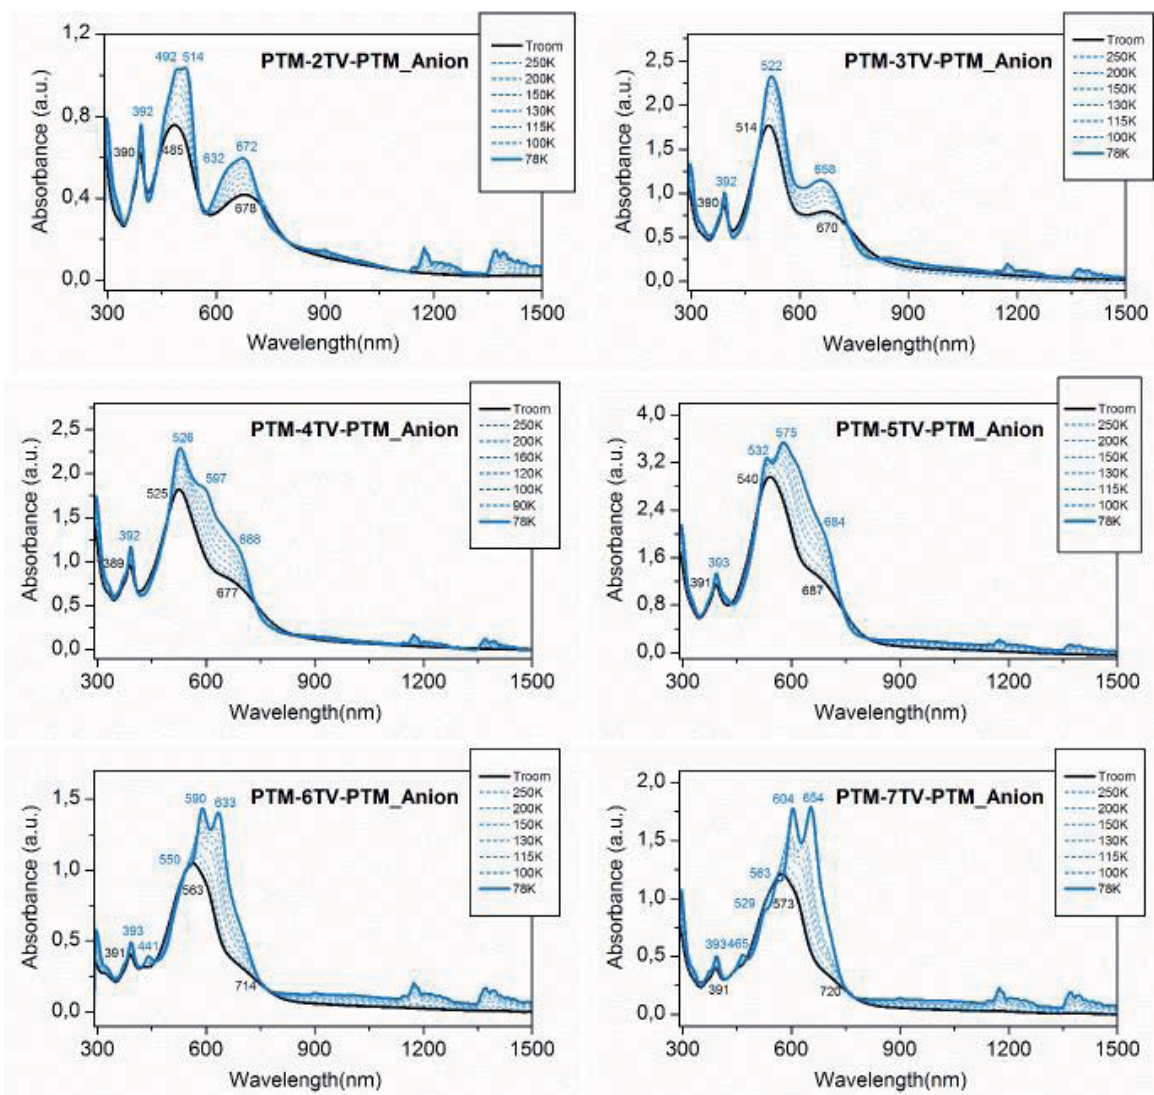 PTM-2TV-PTM_Anion
Troom
250K
200K
150K
130K
115K
100K
78K
1,2
0,8
0,4
0,0
Absorbance (a.u.)
492 514
392
390
485
632 672
678
300 600 900 1200 1500
Wavelength(nm)
PTM-3TV-PTM_Anion
Troom
250K
200K
150K
130K
115K
100K
78K
2,5
2,0
1,5
1,0
0,5
0,0
Absorbance (a.u.)
522
514
392
390
658
670
300 600 900 1200 1500
Wavelength(nm)
PTM-4TV-PTM_Anion
Troom
250K
200K
160K
120K
100K
90K
78K
2,5
2,0
1,5
1,0
0,5
0,0
Absorbance (a.u.)
526
597
525
392
389
688
677
300 600 900 1200 1500
Wavelength(nm)
PTM-5TV-PTM_Anion
Troom
250K
200K
150K
130K
115K
100K
78K
4,0
3,2
2,4
1,6
0,8
0,0
Absorbance (a.u.)
575
532
540
684
393
391
687
300 600 900 1200 1500
Wavelength(nm)
PTM-6TV-PTM_Anion
Troom
250K
200K
150K
130K
115K
100K
78K
1,5
1,0
0,5
0,0
Absorbance (a.u.)
590 633
550
563
393
391
441
714
300 600 900 1200 1500
Wavelength(nm)
PTM-7TV-PTM_Anion
Troom
250K
200K
150K
130K
115K
100K
78K
2,0
1,5
1,0
0,5
0,0
Absorbance (a.u.)
604 654
563
529
573
393 465
391
720
300 600 900 1200 1500
Wavelength(nm)